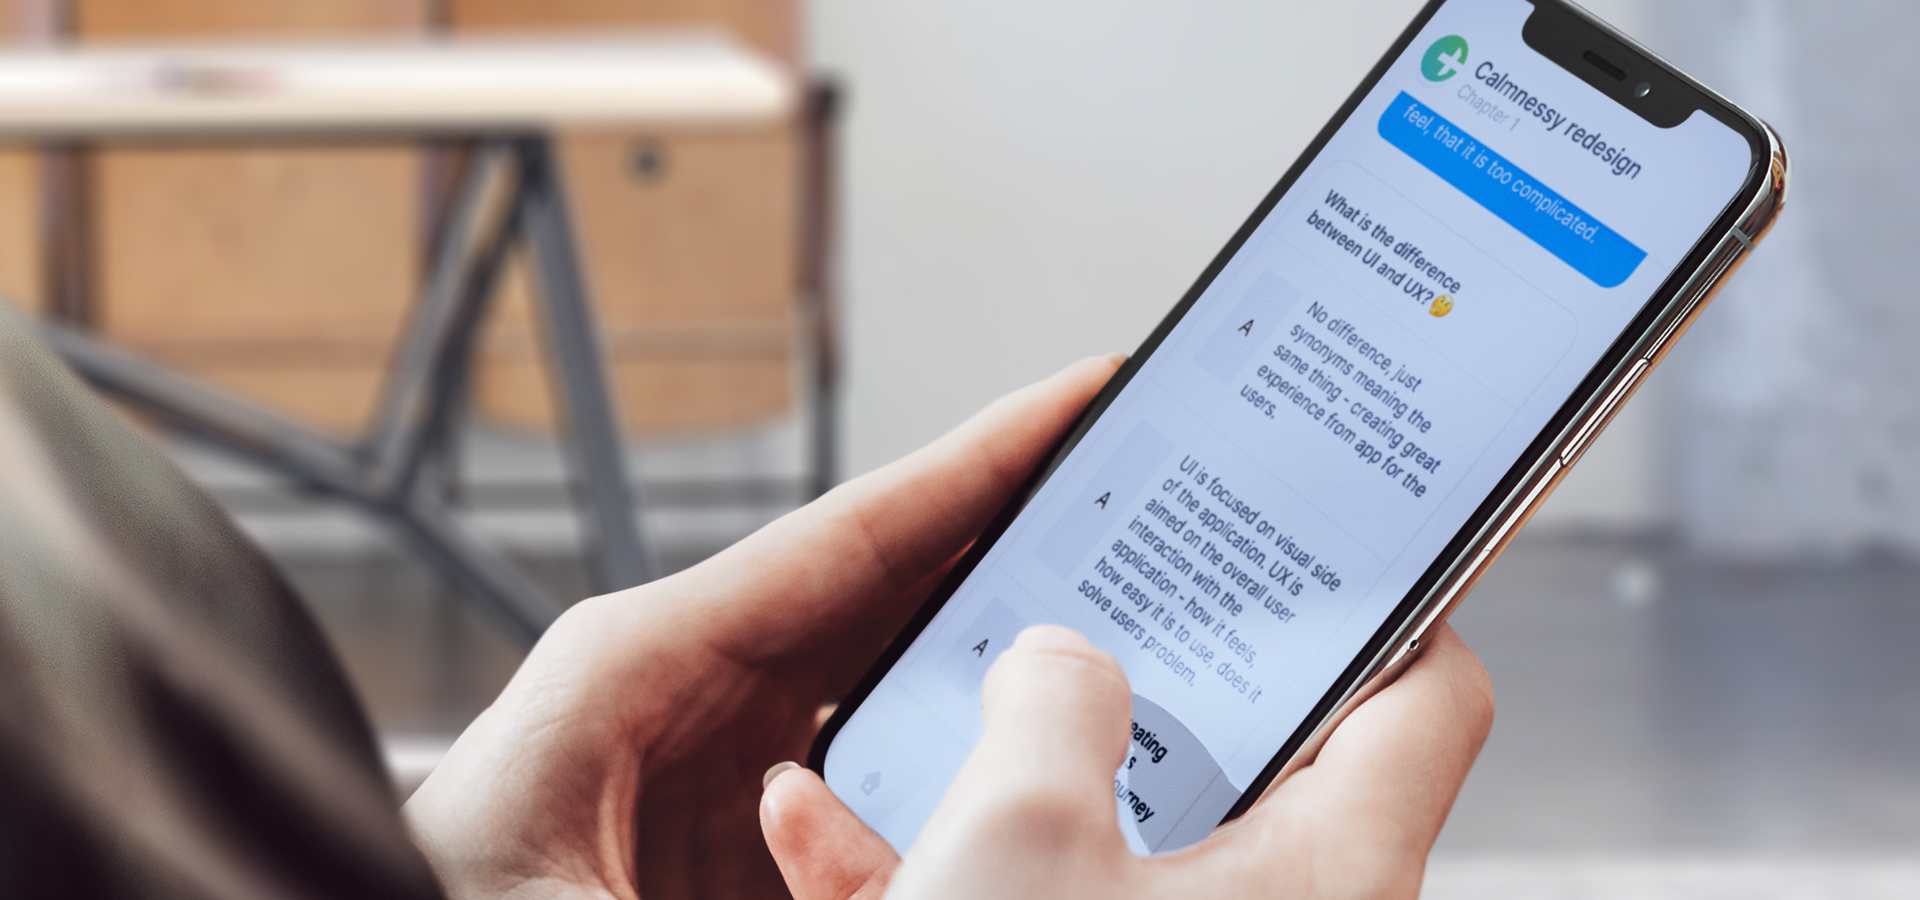 Calmnessy redesign
Chapter 1
feel, that it is too complicated.
What is the difference
between UI and UX?🤔
A
No difference, just
synonyms meaning the
same thing - creating great
experience from app for the
users.
A
UI is focused on visual side
of the application. UX is
aimed on the overall user
interaction with the
application - how it feels,
how easy it is to use, does it
solve users problem.
A